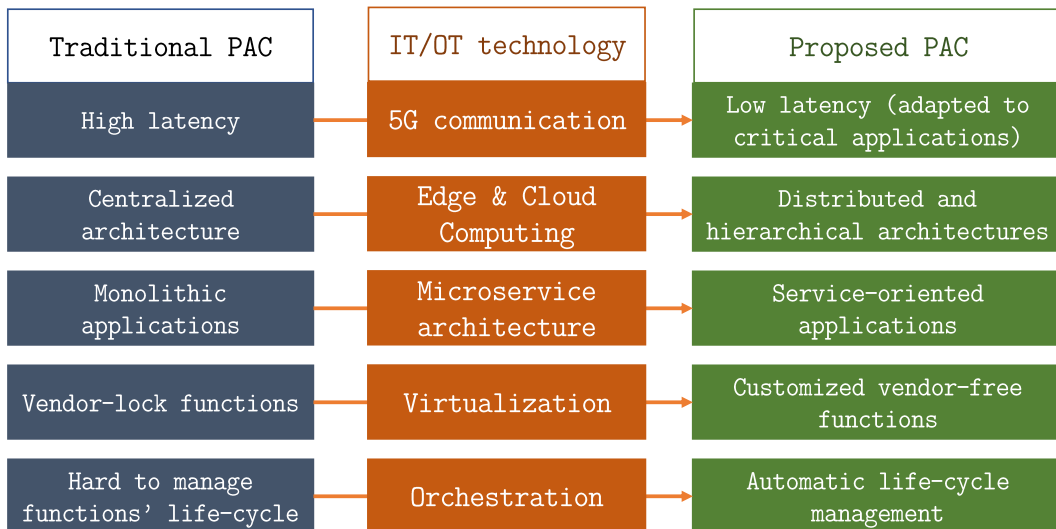 Traditional PAC
IT/OT technology
Proposed PAC
High latency
5G communication
Low latency (adapted to
critical applications)
Centralized
architecture
Edge & Cloud
Computing
Distributed and
hierarchical architectures
Monolithic
applications
Microservice
architecture
Service-oriented
applications
Vendor-lock functions
Virtualization
Customized vendor-free
functions
Hard to manage
functions' life-cycle
Orchestration
Automatic life-cycle
management